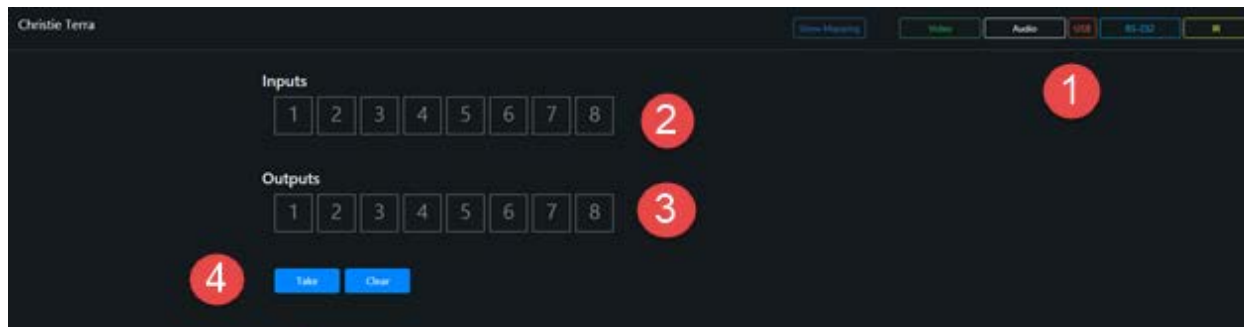 Christie Terra Show Mapping Video Audio USB RS-232 IR
1
Inputs
1 2 3 4 5 6 7 8 2
Outputs
1 2 3 4 5 6 7 8 3
4 Take Clear